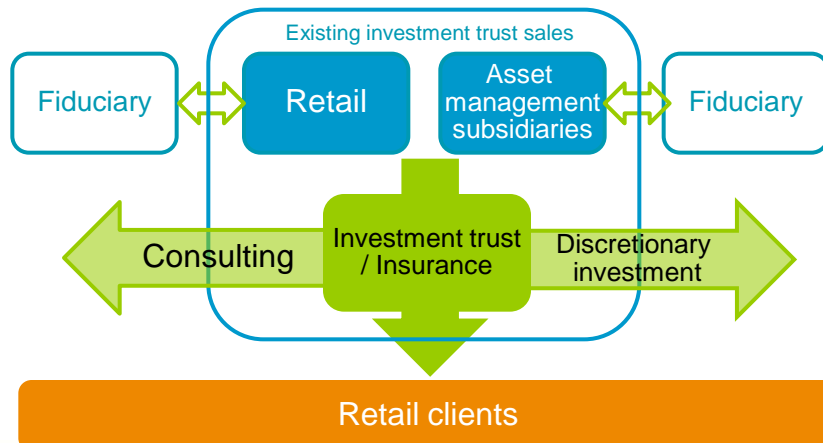 Existing investment trust sales
Fiduciary
Retail
Asset
management
subsidiaries
Fiduciary
Consulting
Investment trust
/ Insurance
Discretionary
investment
Retail clients